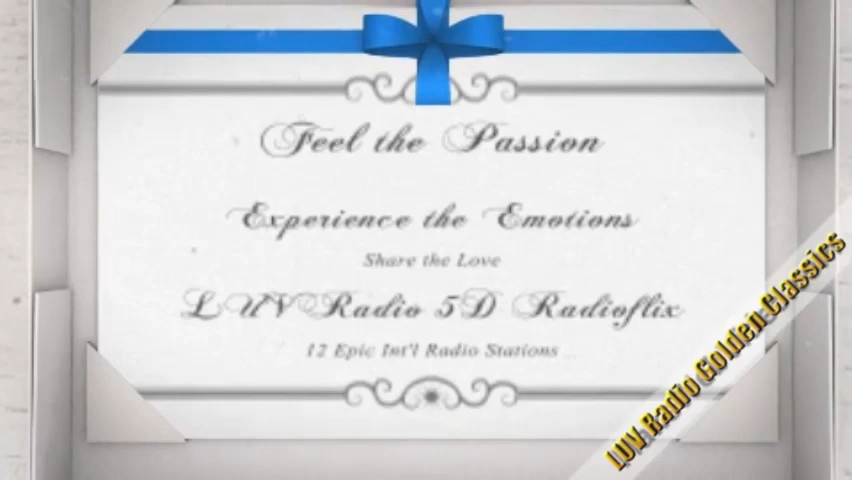 Feel the Passion
Experience the Emotions
Share the Love
LUV Radio 5D Radioflix
12 Epic Int'l Radio Stations
LUV Radio Golden Classics